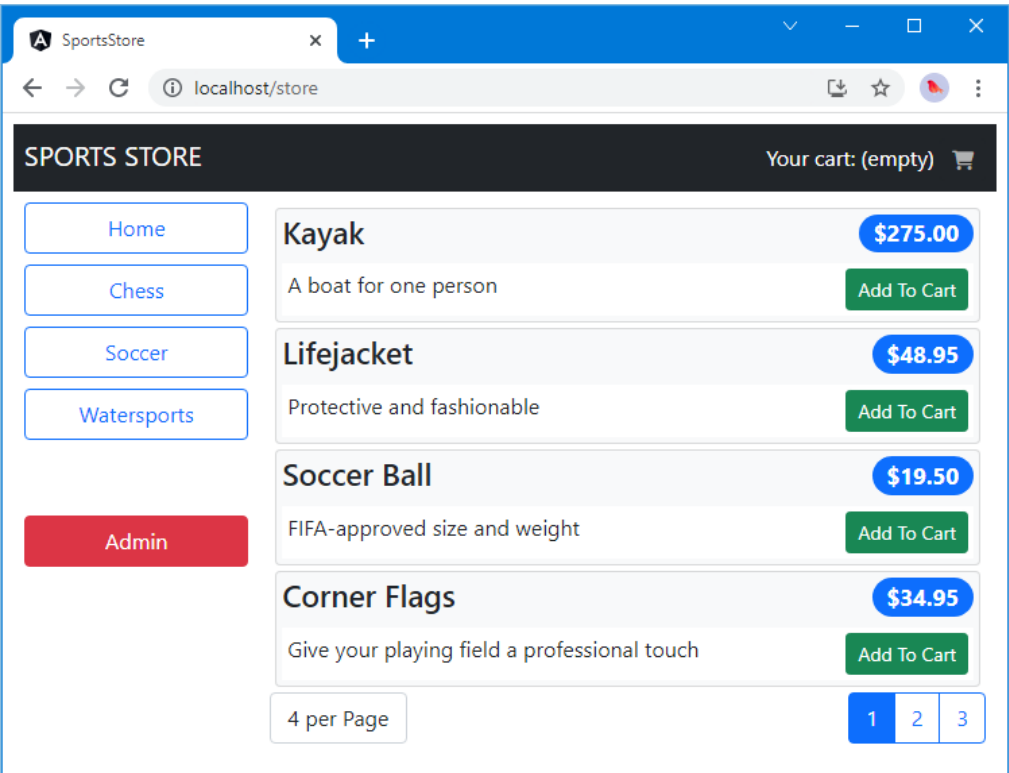 SportsStore
localhost/store
SPORTS STORE
Your cart: (empty)
Home
Chess
Soccer
Watersports
Admin
Kayak
$275.00
A boat for one person
Add To Cart
Lifejacket
$48.95
Protective and fashionable
Add To Cart
Soccer Ball
$19.50
FIFA-approved size and weight
Add To Cart
Corner Flags
$34.95
Give your playing field a professional touch
Add To Cart
4 per Page
1 2 3